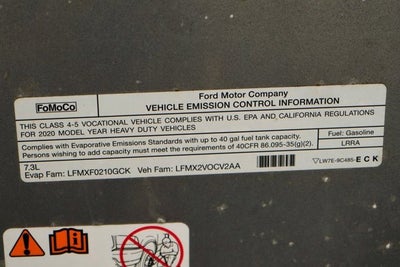 FoMoCo
Ford Motor Company
VEHICLE EMISSION CONTROL INFORMATION
THIS CLASS 4-5 VOCATIONAL VEHICLE COMPLIES WITH U.S. EPA AND CALIFORNIA REGULATIONS
FOR 2020 MODEL YEAR HEAVY DUTY VEHICLES
Complies with Evaporative Emissions Standards with up to 40 gal fuel tank capacity.
Persons wishing to add capacity must meet the requirements of 40CFR 86.095-35(g)(2).
Fuel: Gasoline
LRRA
7.3L
Evap Fam: LFMXF0210GCK Veh Fam: LFMX2VOCV2AA
LW7E-9C485-ECK